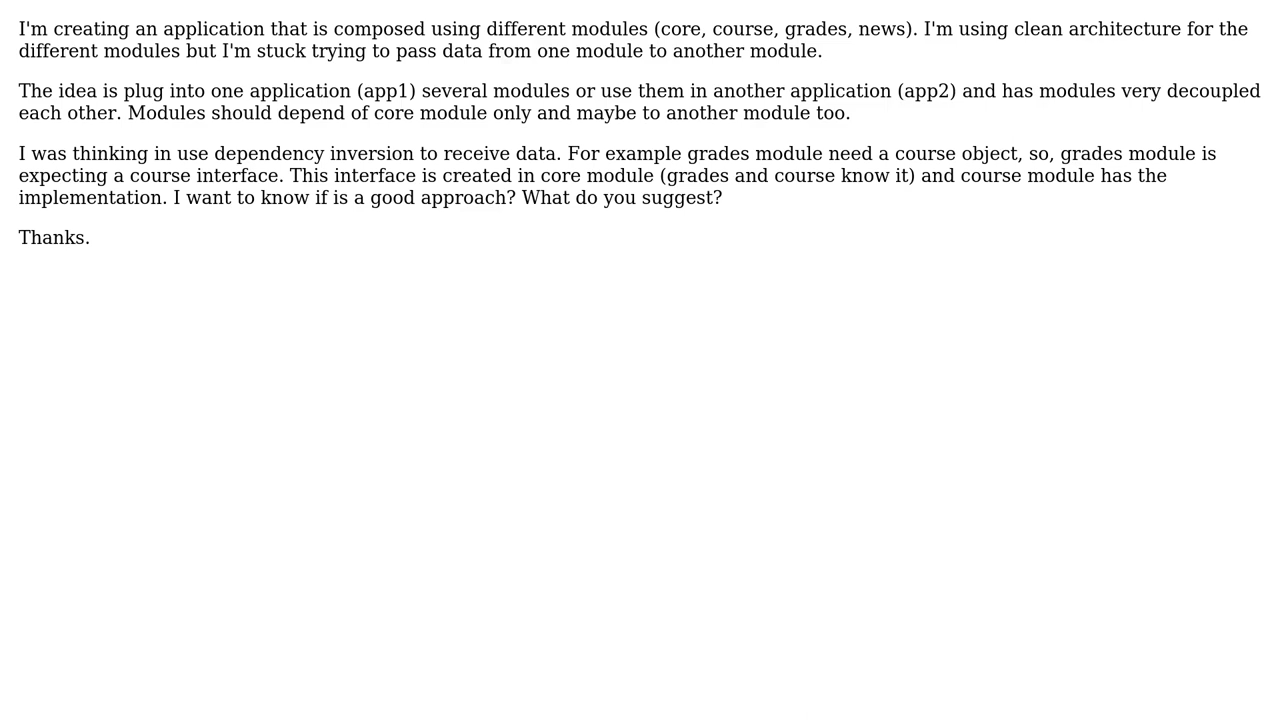 I'm creating an application that is composed using different modules (core, course, grades, news). I'm using clean architecture for the
different modules but I'm stuck trying to pass data from one module to another module.
The idea is plug into one application (app1) several modules or use them in another application (app2) and has modules very decoupled
each other. Modules should depend of core module only and maybe to another module too.
I was thinking in use dependency inversion to receive data. For example grades module need a course object, so, grades module is
expecting a course interface. This interface is created in core module (grades and course know it) and course module has the
implementation. I want to know if is a good approach? What do you suggest?
Thanks.